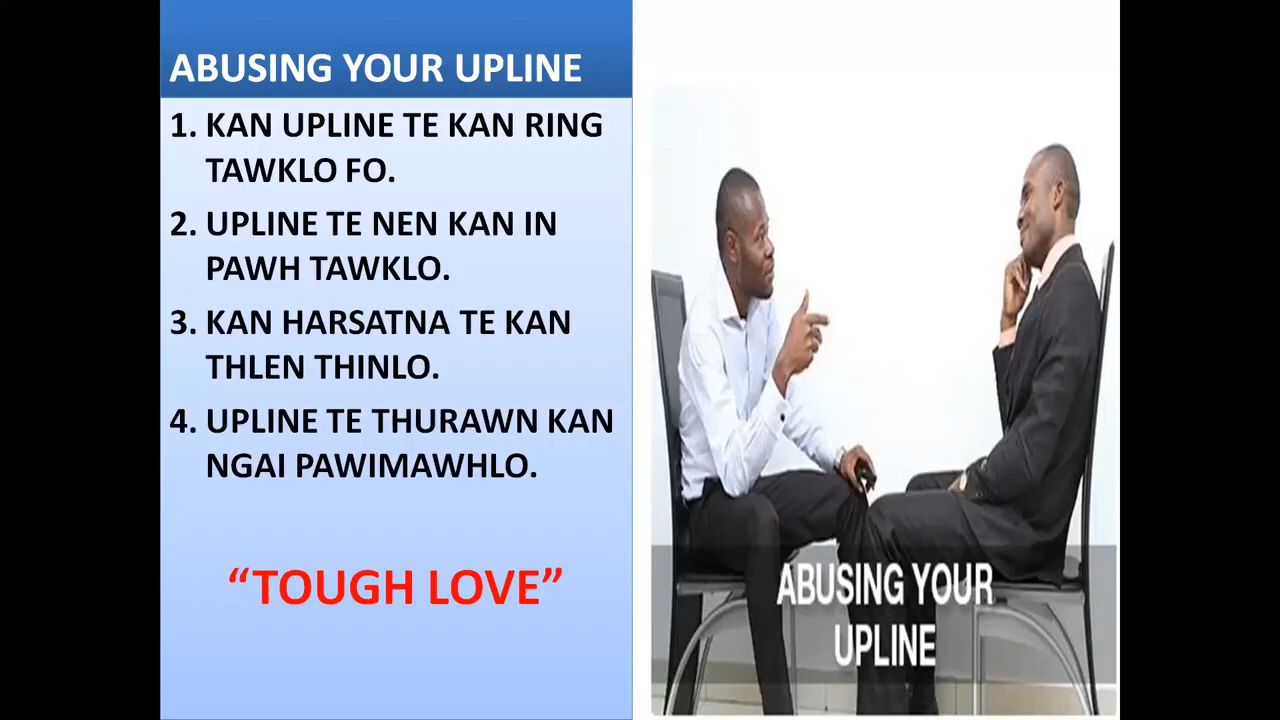 ABUSING YOUR UPLINE
1. KAN UPLINE TE KAN RING
TAWKLO FO.
2. UPLINE TE NEN KAN IN
PAWH TAWKLO.
3. KAN HARSATNA TE KAN
THLEN THINLO.
4. UPLINE TE THURAWN KAN
NGAI PAWIMAWHLO.
“TOUGH LOVE”
ABUSING YOUR
UPLINE